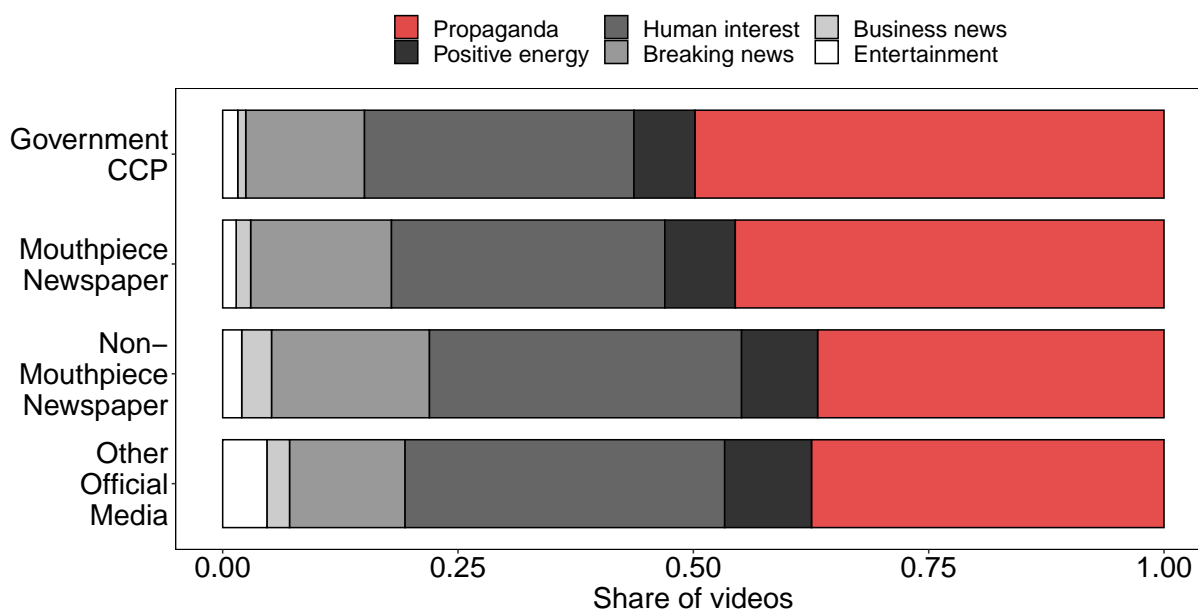 Propaganda Human interest Business news
Positive energy Breaking news Entertainment
Government
CCP
Mouthpiece
Newspaper
Non−
Mouthpiece
Newspaper
Other
Official
Media
0.00 0.25 0.50 0.75 1.00
Share of videos